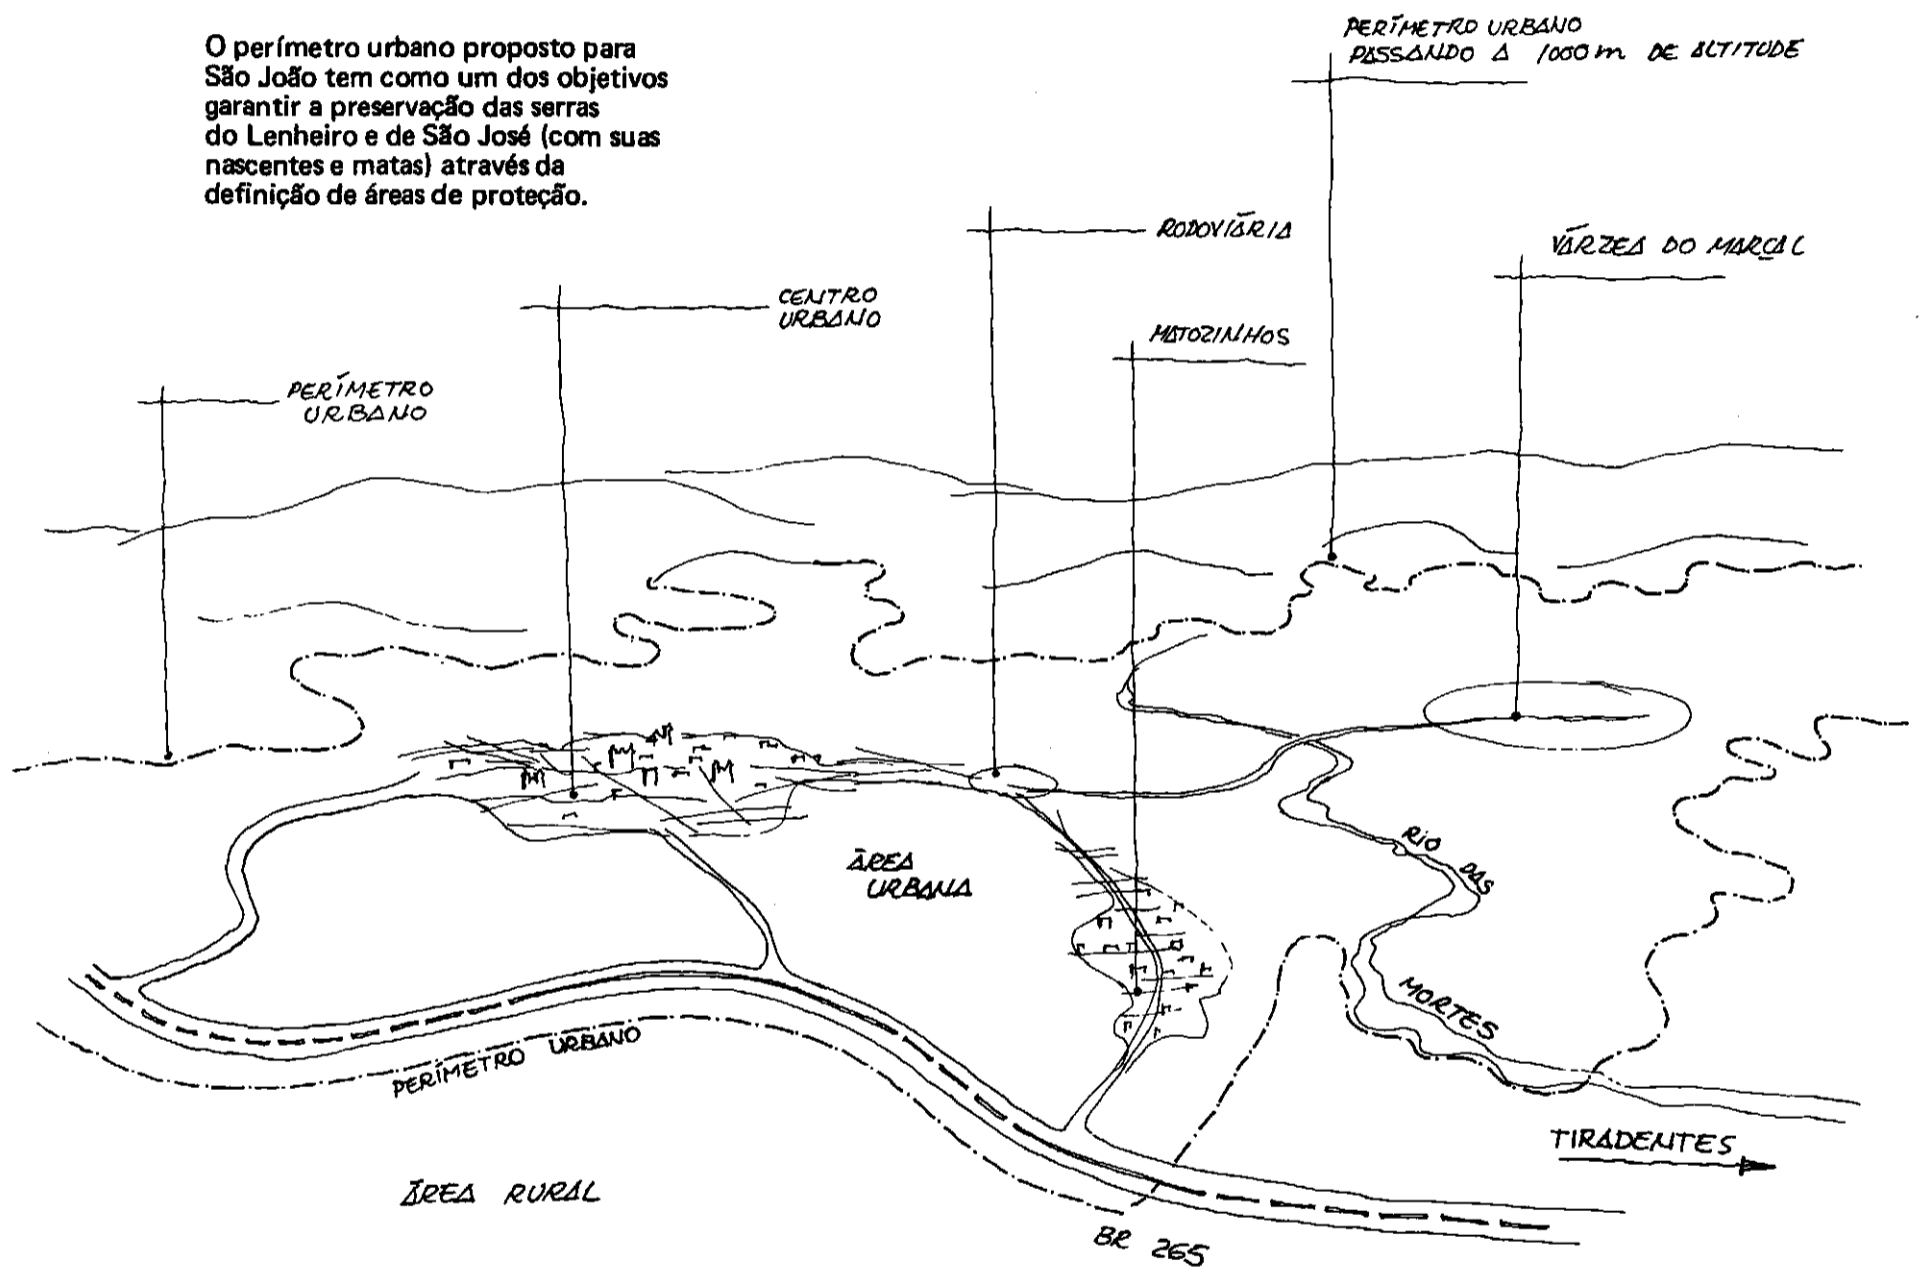 O perímetro urbano proposto para
São João tem como um dos objetivos
garantir a preservação das serras
do Lenheiro e de São José (com suas
nascentes e matas) através da
definição de áreas de proteção.
PERÍMETRO URBANO
PASSANDO A 1000 m DE ALTITUDE
RODOVIÁRIA
VÁRZEA DO MARÇAL
CENTRO
URBANO
MATOZINHOS
PERÍMETRO
URBANO
ÁREA
URBANA
RIO DAS
MORTES
PERÍMETRO URBANO
TIRADENTES
ÁREA RURAL
BR 265